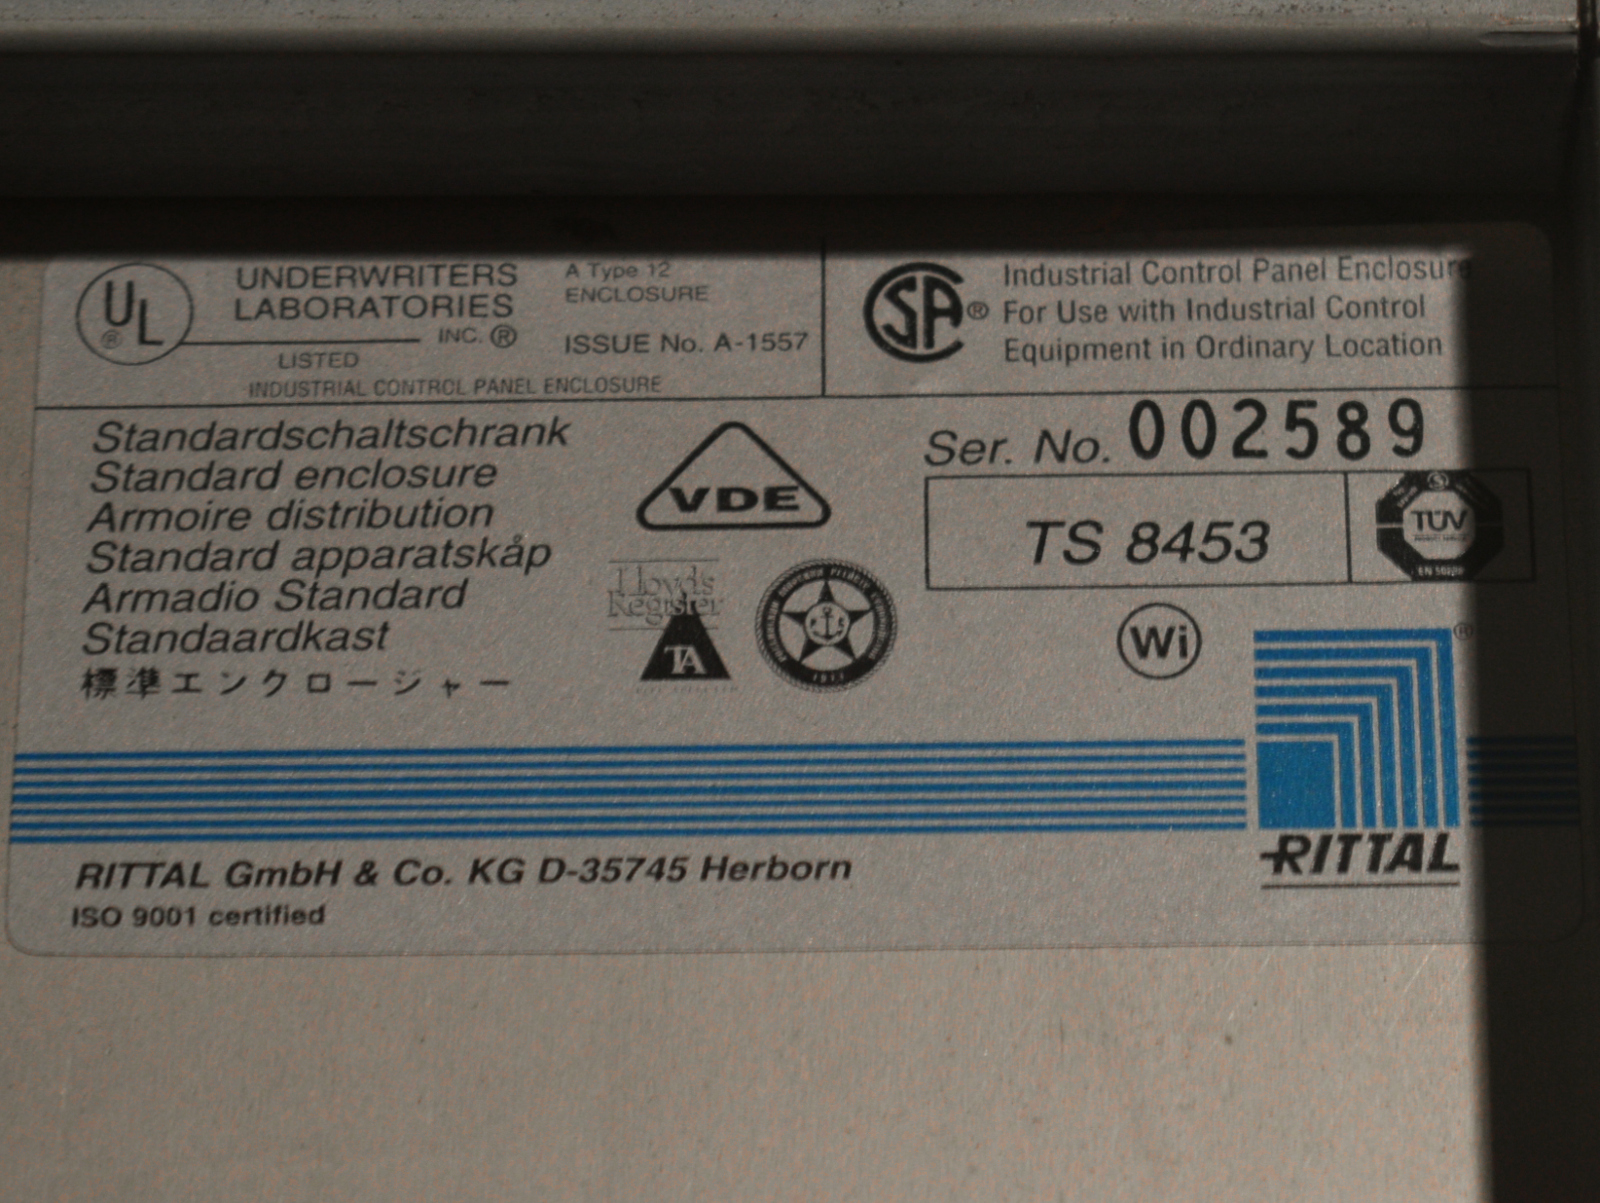 UL
®
UNDERWRITERS
LABORATORIES
INC. ®
LISTED
INDUSTRIAL CONTROL PANEL ENCLOSURE
A Type 12
ENCLOSURE
ISSUE No. A-1557
SA ®
Industrial Control Panel Enclosure
For Use with Industrial Control
Equipment in Ordinary Location
Standardschaltschrank
Standard enclosure
Armoire distribution
Standard apparatskåp
Armadio Standard
Standaardkast
標準エンクロージャー
VDE
Lloyd's
Register
TA
1913
Ser. No. 002589
TS 8453
TÜV
Wi
®
RITTAL
RITTAL GmbH & Co. KG D-35745 Herborn
ISO 9001 certified